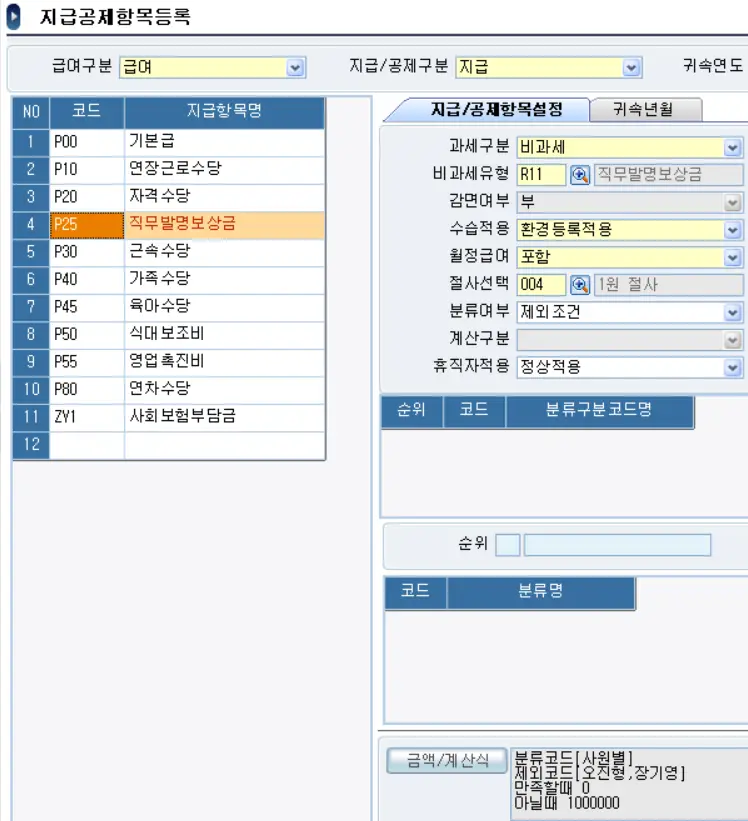 지급공제항목등록
급여구분 급여 지급/공제구분 지급 귀속연도
NO 코드 지급항목명
1 P00 기본급
2 P10 연장근로수당
3 P20 자격수당
4 P25 직무발명보상금
5 P30 근속수당
6 P40 가족수당
7 P45 육아수당
8 P50 식대보조비
9 P55 영업촉진비
10 P80 연차수당
11 ZY1 사회보험부담금
12
지급/공제항목설정 귀속년월
과세구분 비과세
비과세유형 R11 직무발명보상금
감면여부 부
수습적용 환경등록적용
월정급여 포함
절사선택 004 1원 절사
분류여부 제외조건
계산구분
휴직자적용 정상적용
순위 코드 분류구분코드명
순위
코드 분류명
금액/계산식
분류코드[사원별]
제외코드[오진형,장기영]
만족할때 0
아닐때 1000000